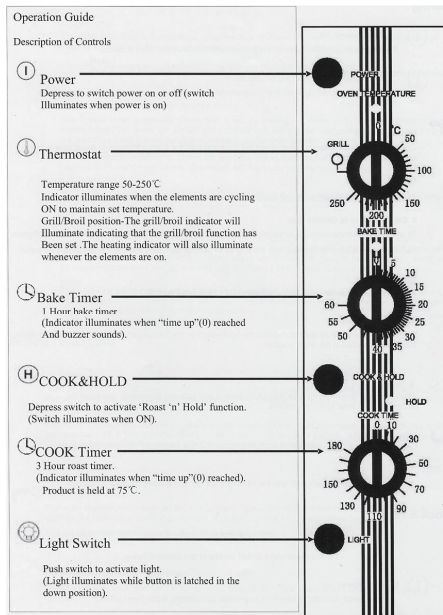 Operation Guide
Description of Controls
Power
Depress to switch power on or off (switch
Illuminates when power is on)
Thermostat
Temperature range 50-250℃
Indicator illuminates when the elements are cycling
ON to maintain set temperature.
Grill/Broil position-The grill/broil indicator will
Illuminate indicating that the grill/broil function has
Been set .The heating indicator will also illuminate
whenever the elements are on.
Bake Timer
1 Hour bake timer
(Indicator illuminates when “time up”(0) reached
And buzzer sounds).
H
COOK&HOLD
Depress switch to activate ‘Roast ‘n’ Hold’ function.
(Switch illuminates when ON).
COOK Timer
3 Hour roast timer.
(Indicator illuminates when “time up”(0) reached).
Product is held at 75℃.
Light Switch
Push switch to activate light.
(Light illuminates while button is latched in the
down position).
POWER
OVEN TEMPERATURE
0 ℃
50
GRILL
100
250
150
200
BAKE TIME
0 5
10
15
20
25
30
35
40
50
55
60
COOK & HOLD
HOLD
COOK TIME
0 10
30
50
70
90
110
130
150
180
LIGHT